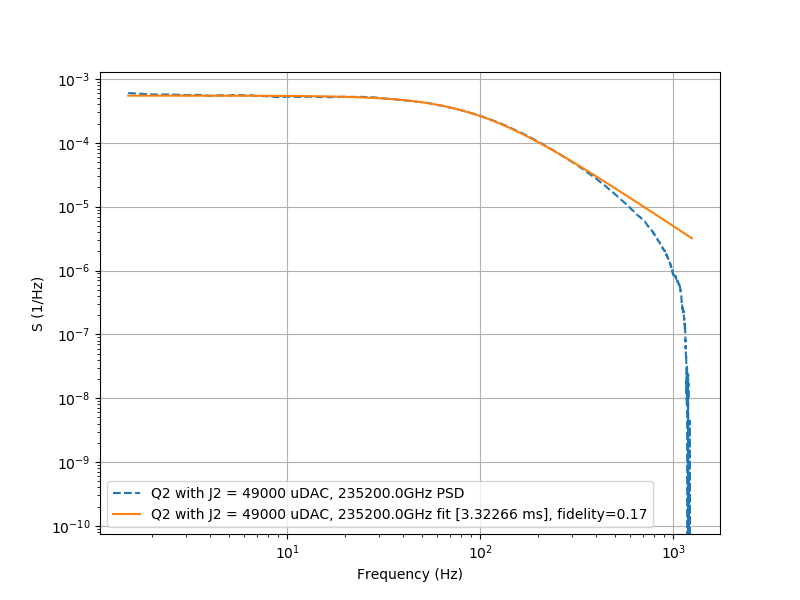 10⁻³
10⁻⁴
10⁻⁵
10⁻⁶
10⁻⁷
10⁻⁸
10⁻⁹
10⁻¹⁰
S (1/Hz)
Q2 with J2 = 49000 uDAC, 235200.0GHz PSD
Q2 with J2 = 49000 uDAC, 235200.0GHz fit [3.32266 ms], fidelity=0.17
10¹ 10² 10³
Frequency (Hz)